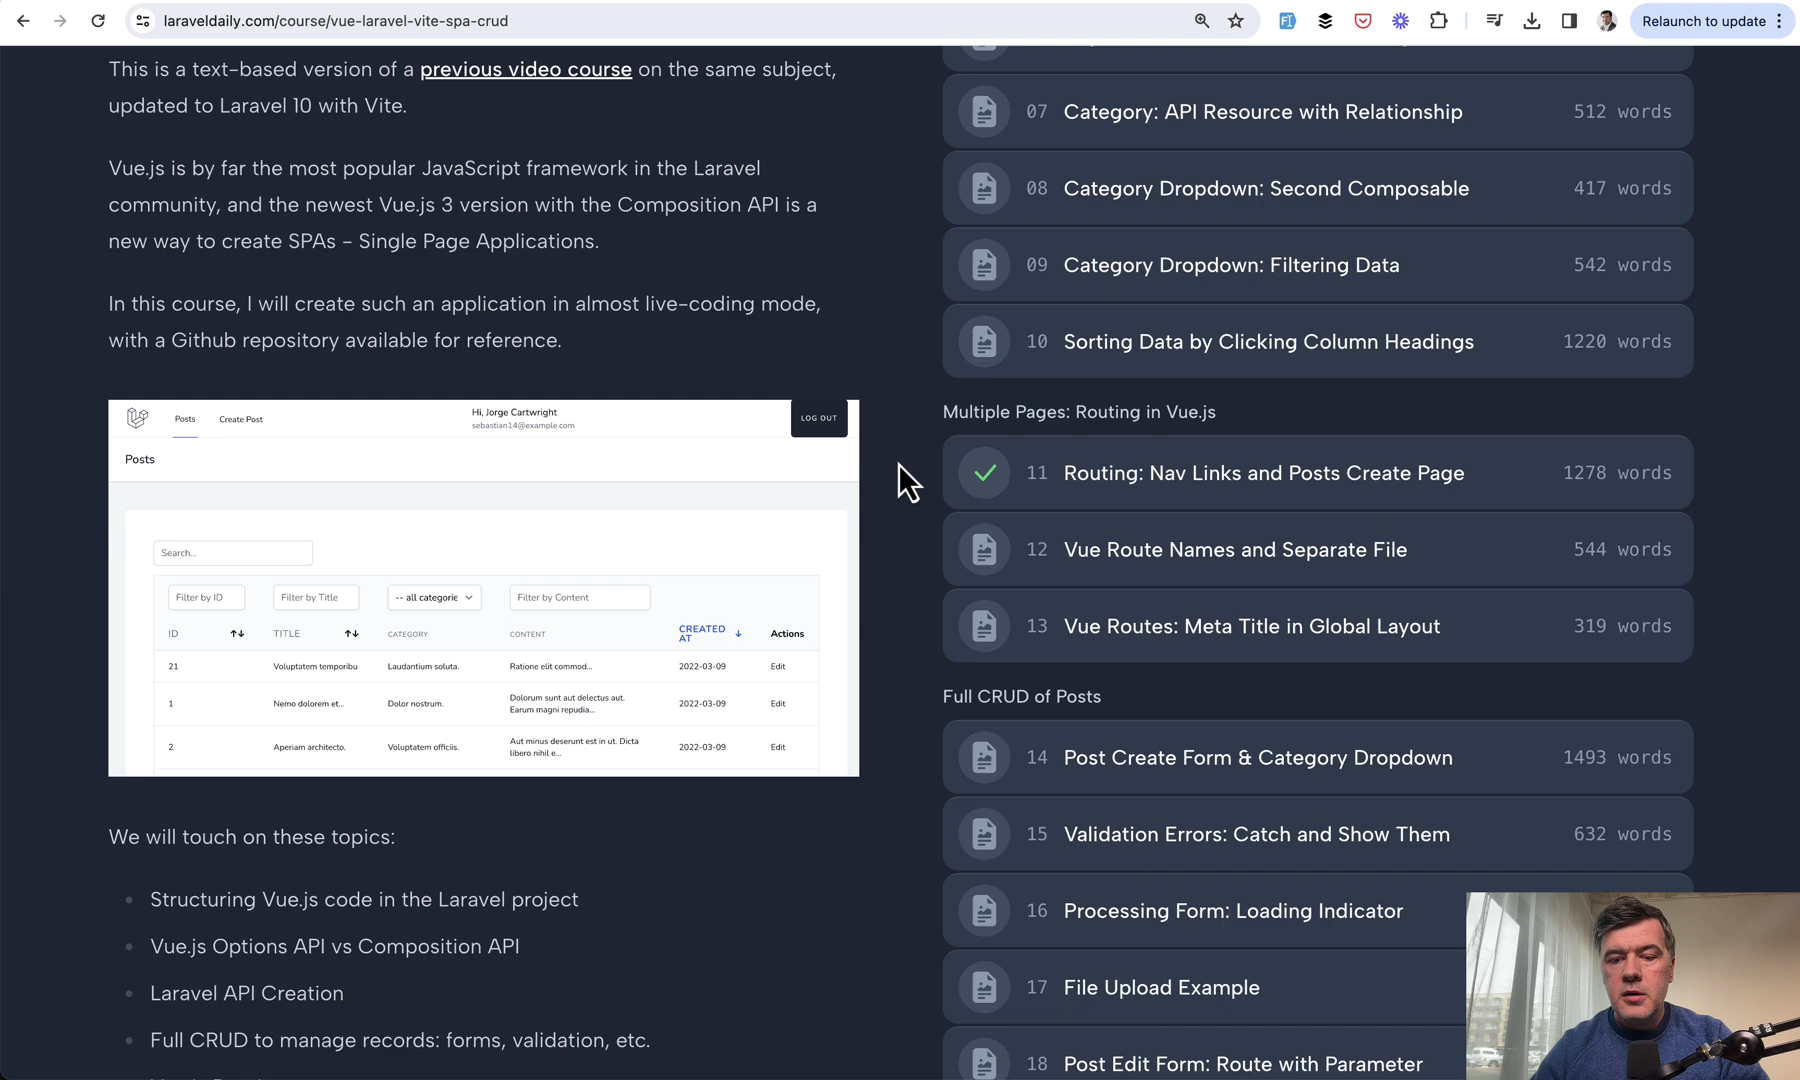 laraveldaily.com/course/vue-laravel-vite-spa-crud
Relaunch to update
This is a text-based version of a previous video course on the same subject,
updated to Laravel 10 with Vite.
Vue.js is by far the most popular JavaScript framework in the Laravel
community, and the newest Vue.js 3 version with the Composition API is a
new way to create SPAs - Single Page Applications.
In this course, I will create such an application in almost live-coding mode,
with a Github repository available for reference.
Posts
Create Post
Hi, Jorge Cartwright
sebastian14@example.com
LOG OUT
Posts
Search...
Filter by ID
Filter by Title
-- all categorie
Filter by Content
ID
TITLE
CATEGORY
CONTENT
CREATED
AT
Actions
21 Voluptatem temporibu Laudantium soluta. Ratione elit commod... 2022-03-09 Edit
1 Nemo dolorem et... Dolor nostrum. Dolorum sunt aut delectus aut. 2022-03-09 Edit
Earum magni repudia...
2 Aperiam architecto. Voluptatem officiis. Aut minus deserunt est in ut. Dicta 2022-03-09 Edit
libero nihil e...
We will touch on these topics:
Structuring Vue.js code in the Laravel project
Vue.js Options API vs Composition API
Laravel API Creation
Full CRUD to manage records: forms, validation, etc.
07 Category: API Resource with Relationship 512 words
08 Category Dropdown: Second Composable 417 words
09 Category Dropdown: Filtering Data 542 words
10 Sorting Data by Clicking Column Headings 1220 words
Multiple Pages: Routing in Vue.js
11 Routing: Nav Links and Posts Create Page 1278 words
12 Vue Route Names and Separate File 544 words
13 Vue Routes: Meta Title in Global Layout 319 words
Full CRUD of Posts
14 Post Create Form & Category Dropdown 1493 words
15 Validation Errors: Catch and Show Them 632 words
16 Processing Form: Loading Indicator
17 File Upload Example
18 Post Edit Form: Route with Parameter